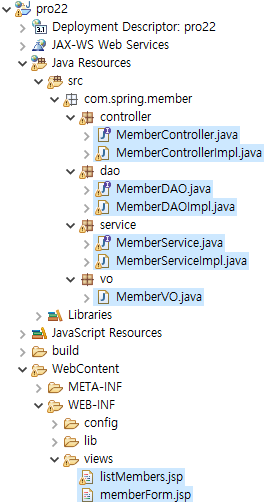 pro22
3.1
Deployment Descriptor: pro22
JAX-WS Web Services
Java Resources
src
com.spring.member
controller
MemberController.java
MemberControllerImpl.java
dao
MemberDAO.java
MemberDAOImpl.java
service
MemberService.java
MemberServiceImpl.java
vo
MemberVO.java
Libraries
JavaScript Resources
build
WebContent
META-INF
WEB-INF
config
lib
views
listMembers.jsp
memberForm.jsp